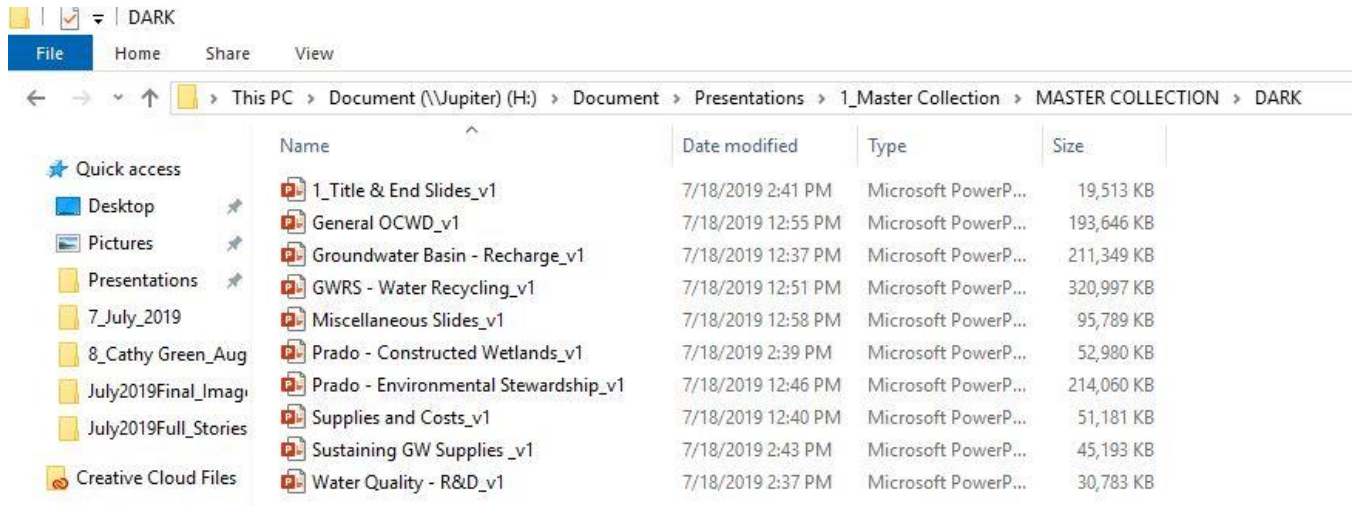 DARK
File Home Share View
This PC > Document (\\Jupiter) (H:) > Document > Presentations > 1_Master Collection > MASTER COLLECTION > DARK
Name Date modified Type Size
Quick access
Desktop
Pictures
Presentations
7_July_2019
8_Cathy Green_Aug
July2019Final_Imag
July2019Full_Stories
Creative Cloud Files
1_Title & End Slides_v1 7/18/2019 2:41 PM Microsoft PowerP... 19,513 KB
General OCWD_v1 7/18/2019 12:55 PM Microsoft PowerP... 193,646 KB
Groundwater Basin - Recharge_v1 7/18/2019 12:37 PM Microsoft PowerP... 211,349 KB
GWRS - Water Recycling_v1 7/18/2019 12:51 PM Microsoft PowerP... 320,997 KB
Miscellaneous Slides_v1 7/18/2019 12:58 PM Microsoft PowerP... 95,789 KB
Prado - Constructed Wetlands_v1 7/18/2019 2:39 PM Microsoft PowerP... 52,980 KB
Prado - Environmental Stewardship_v1 7/18/2019 12:46 PM Microsoft PowerP... 214,060 KB
Supplies and Costs_v1 7/18/2019 12:40 PM Microsoft PowerP... 51,181 KB
Sustaining GW Supplies _v1 7/18/2019 2:43 PM Microsoft PowerP... 45,193 KB
Water Quality - R&D_v1 7/18/2019 2:37 PM Microsoft PowerP... 30,783 KB